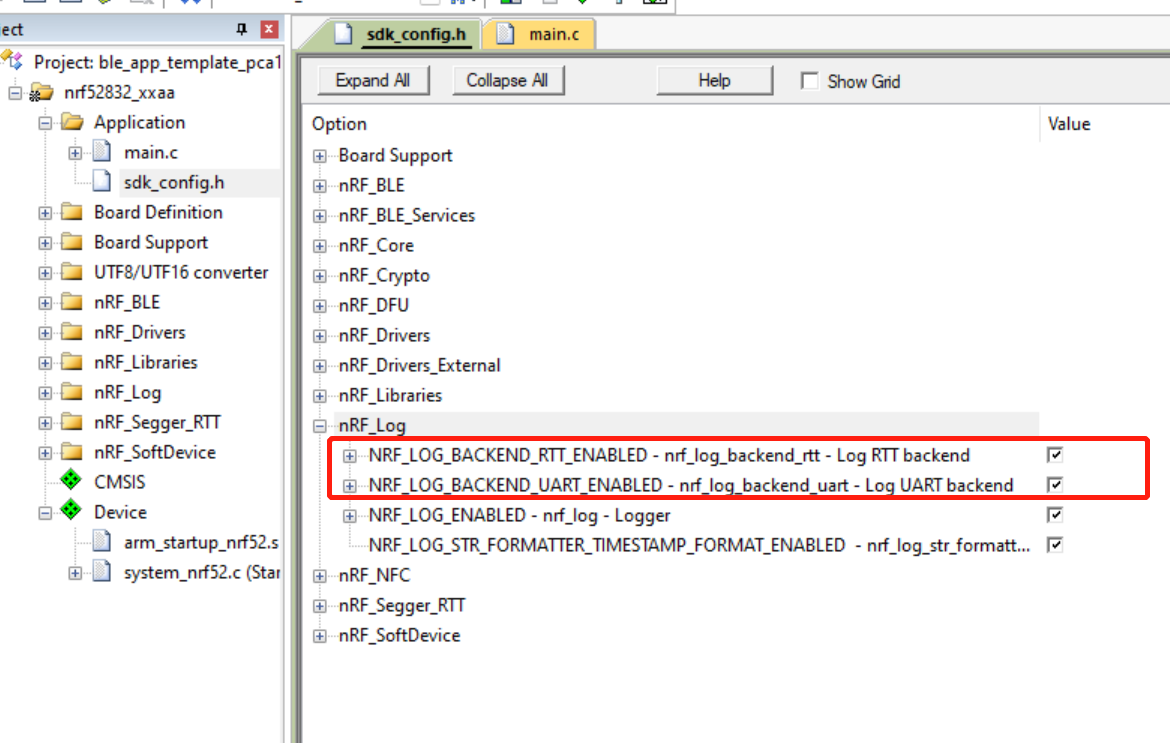 ect
Project: ble_app_template_pca1
nrf52832_xxaa
Application
main.c
sdk_config.h
Board Definition
Board Support
UTF8/UTF16 converter
nRF_BLE
nRF_Drivers
nRF_Libraries
nRF_Log
nRF_Segger_RTT
nRF_SoftDevice
CMSIS
Device
arm_startup_nrf52.s
system_nrf52.c (Star
sdk_config.h main.c
Expand All Collapse All Help Show Grid
Option Value
Board Support
nRF_BLE
nRF_BLE_Services
nRF_Core
nRF_Crypto
nRF_DFU
nRF_Drivers
nRF_Drivers_External
nRF_Libraries
nRF_Log
NRF_LOG_BACKEND_RTT_ENABLED - nrf_log_backend_rtt - Log RTT backend
NRF_LOG_BACKEND_UART_ENABLED - nrf_log_backend_uart - Log UART backend
NRF_LOG_ENABLED - nrf_log - Logger
NRF_LOG_STR_FORMATTER_TIMESTAMP_FORMAT_ENABLED - nrf_log_str_formatt...
nRF_NFC
nRF_Segger_RTT
nRF_SoftDevice